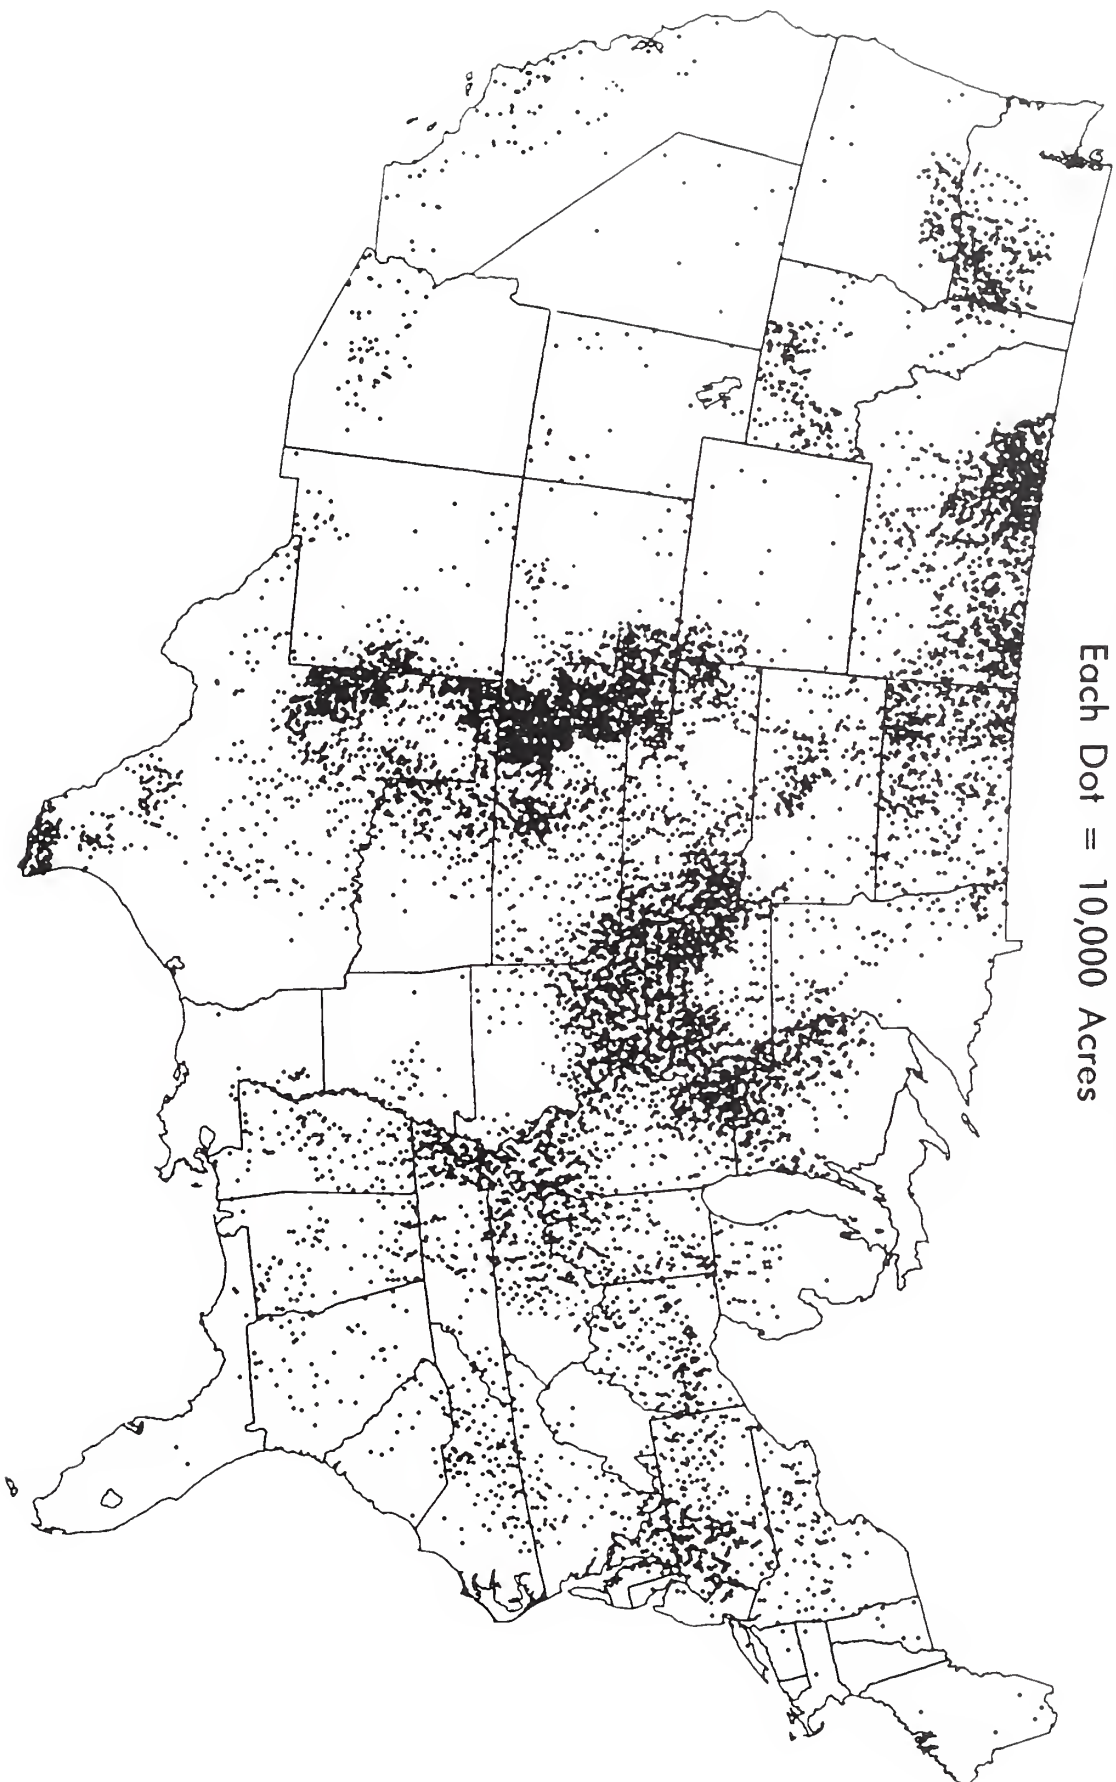 Each Dot = 10,000 Acres